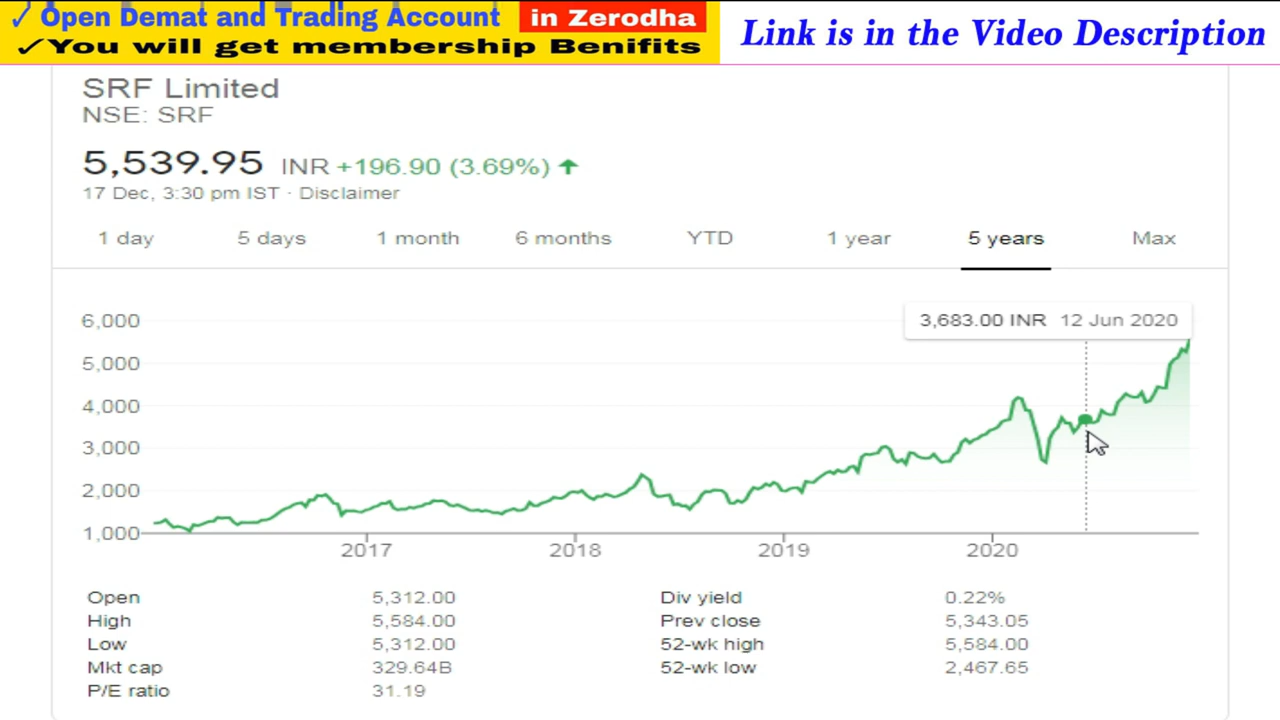 ✓ Open Demat and Trading Account in Zerodha
✓You will get membership Benifits
Link is in the Video Description
SRF Limited
NSE: SRF
5,539.95 INR +196.90 (3.69%) ↑
17 Dec, 3:30 pm IST · Disclaimer
1 day 5 days 1 month 6 months YTD 1 year 5 years Max
3,683.00 INR 12 Jun 2020
6,000
5,000
4,000
3,000
2,000
1,000
2017 2018 2019 2020
Open 5,312.00 Div yield 0.22%
High 5,584.00 Prev close 5,343.05
Low 5,312.00 52-wk high 5,584.00
Mkt cap 329.64B 52-wk low 2,467.65
P/E ratio 31.19